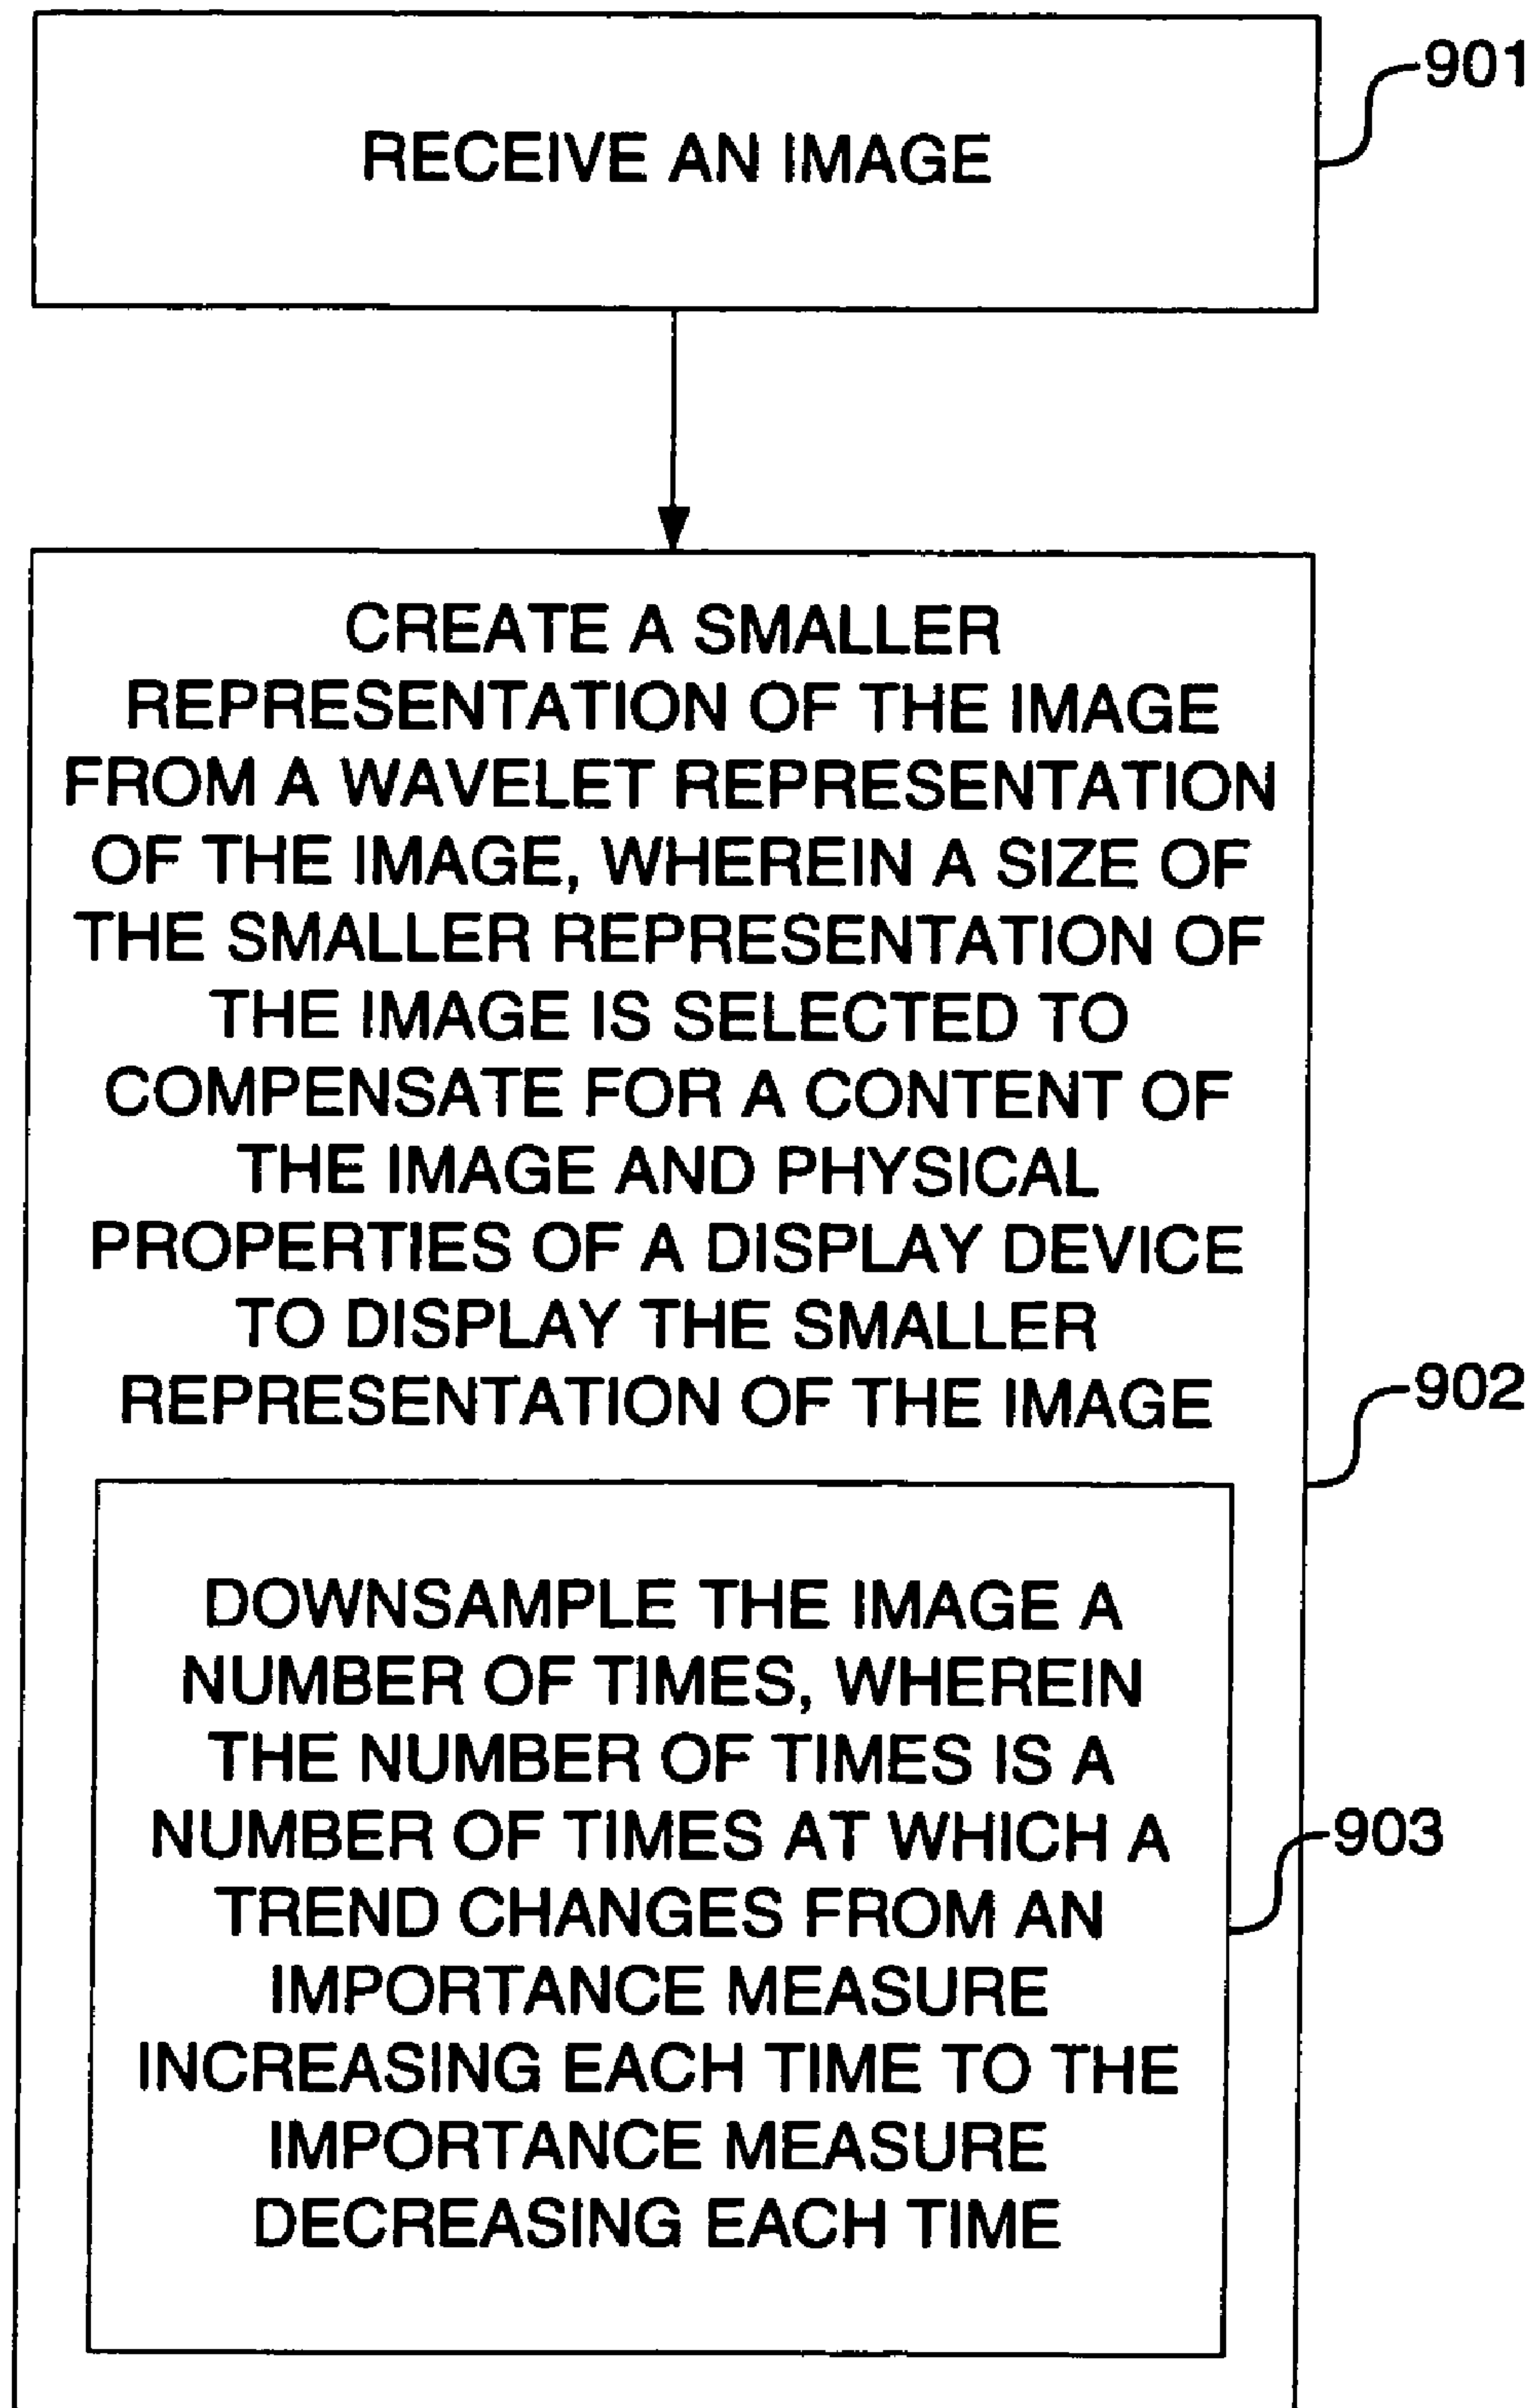 901
RECEIVE AN IMAGE
CREATE A SMALLER
REPRESENTATION OF THE IMAGE
FROM A WAVELET REPRESENTATION
OF THE IMAGE, WHEREIN A SIZE OF
THE SMALLER REPRESENTATION OF
THE IMAGE IS SELECTED TO
COMPENSATE FOR A CONTENT OF
THE IMAGE AND PHYSICAL
PROPERTIES OF A DISPLAY DEVICE
TO DISPLAY THE SMALLER
REPRESENTATION OF THE IMAGE
902
DOWNSAMPLE THE IMAGE A
NUMBER OF TIMES, WHEREIN
THE NUMBER OF TIMES IS A
NUMBER OF TIMES AT WHICH A
903
TREND CHANGES FROM AN
IMPORTANCE MEASURE
INCREASING EACH TIME TO THE
IMPORTANCE MEASURE
DECREASING EACH TIME